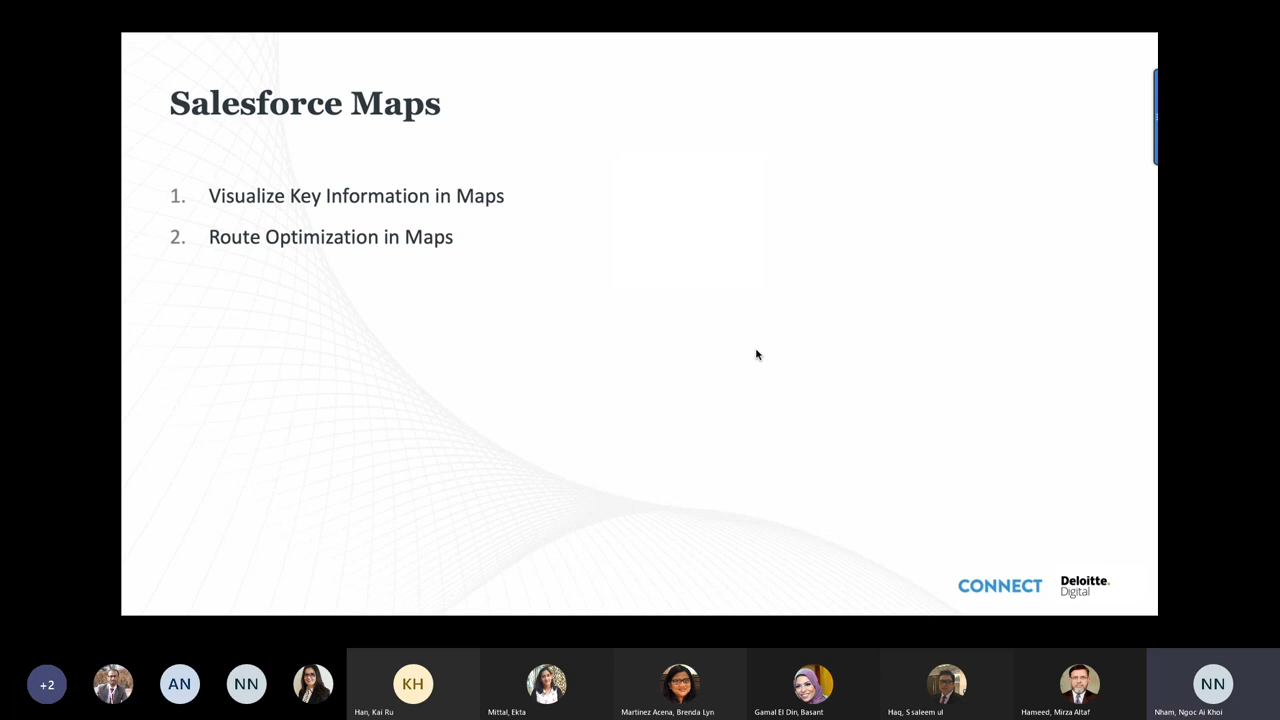 Salesforce Maps
1. Visualize Key Information in Maps
2. Route Optimization in Maps
CONNECT
Deloitte.
Digital
+2
AN
NN
KH
NN
Han, Kai Ru
Mittal, Ekta
Martinez Acena, Brenda Lyn
Gamal El Din, Basant
Haq, S saleem ul
Hameed, Mirza Altaf
Nham, Ngoc Ai Khoi